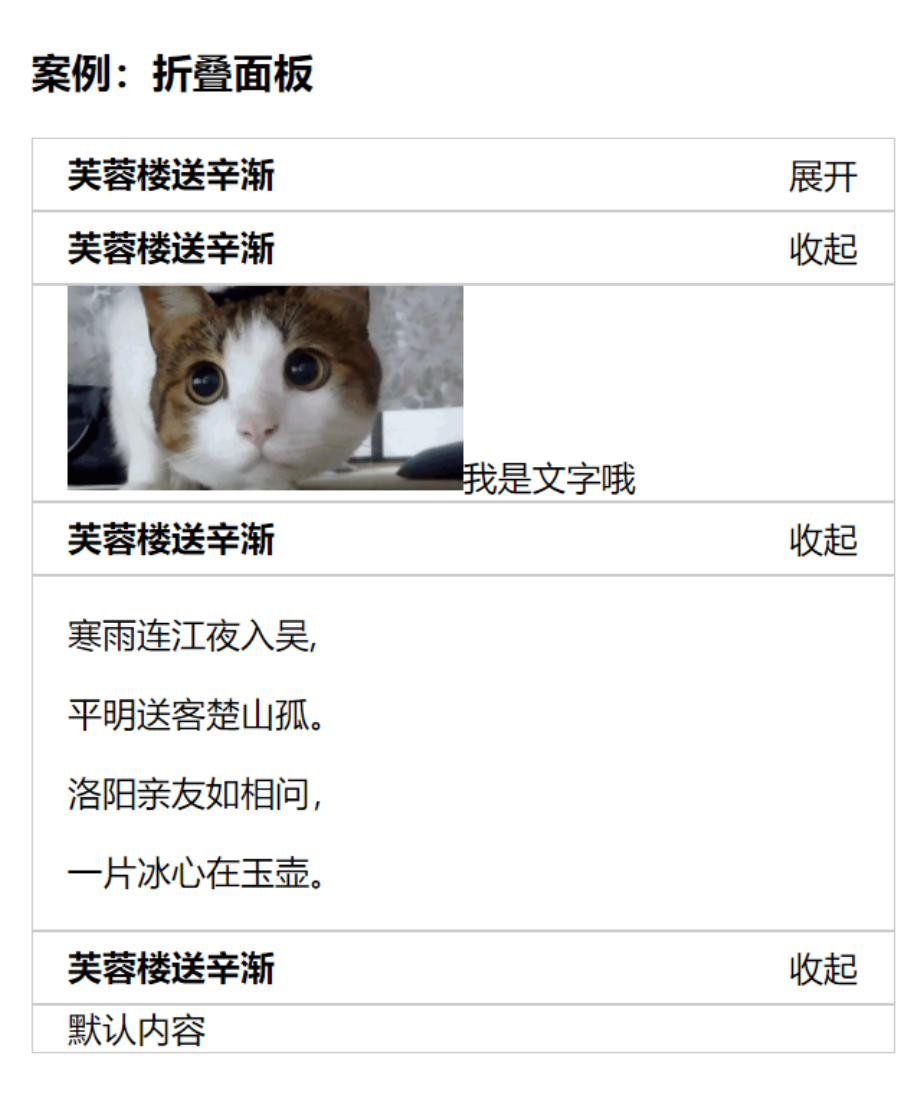 案例：折叠面板
芙蓉楼送辛渐 展开
芙蓉楼送辛渐 收起
我是文字哦
芙蓉楼送辛渐 收起
寒雨连江夜入吴,
平明送客楚山孤。
洛阳亲友如相问，
一片冰心在玉壶。
芙蓉楼送辛渐 收起
默认内容